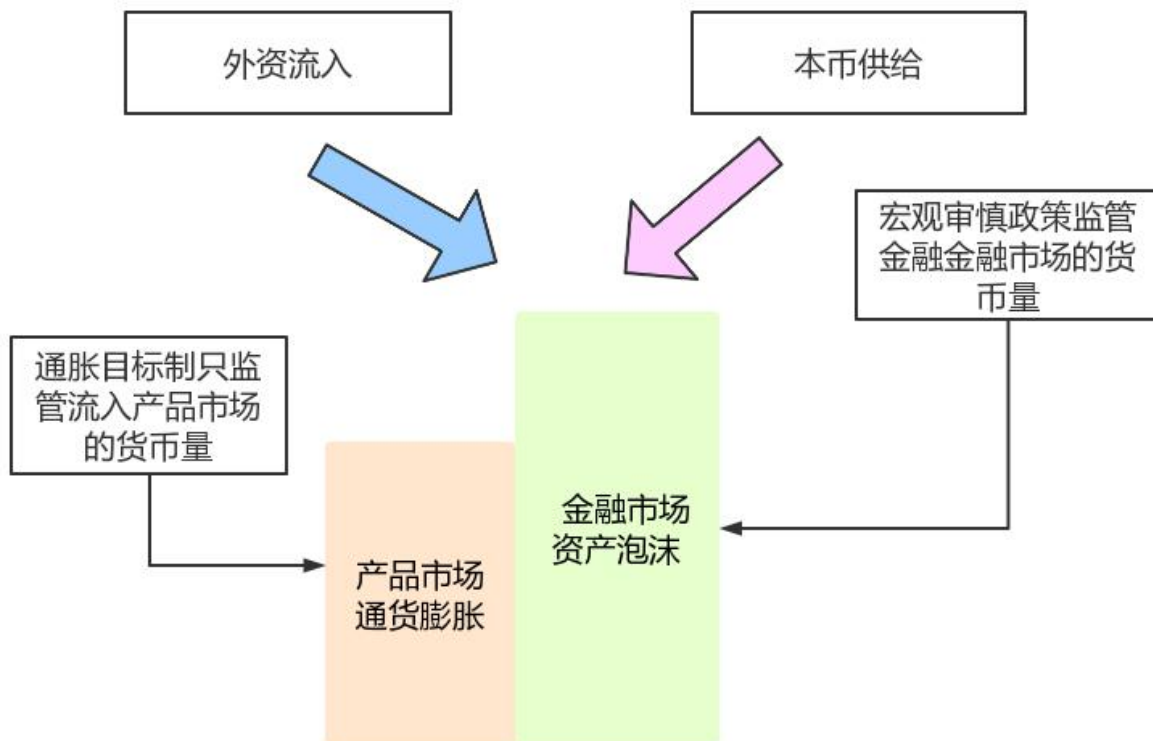 外资流入
本币供给
宏观审慎政策监管
金融金融市场的货
币量
通胀目标制只监
管流入产品市场
的货币量
金融市场
资产泡沫
产品市场
通货膨胀